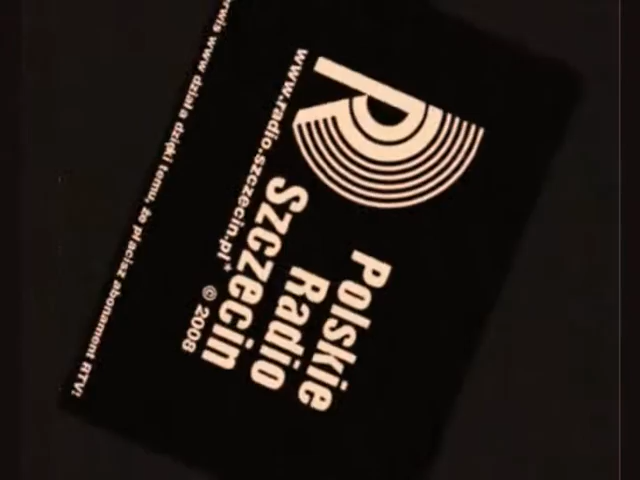 Polskie
Radio
Szczecin
www.radio.szczecin.pl*
© 2008
serwis www działa dzięki temu, że płacisz abonament RTV!